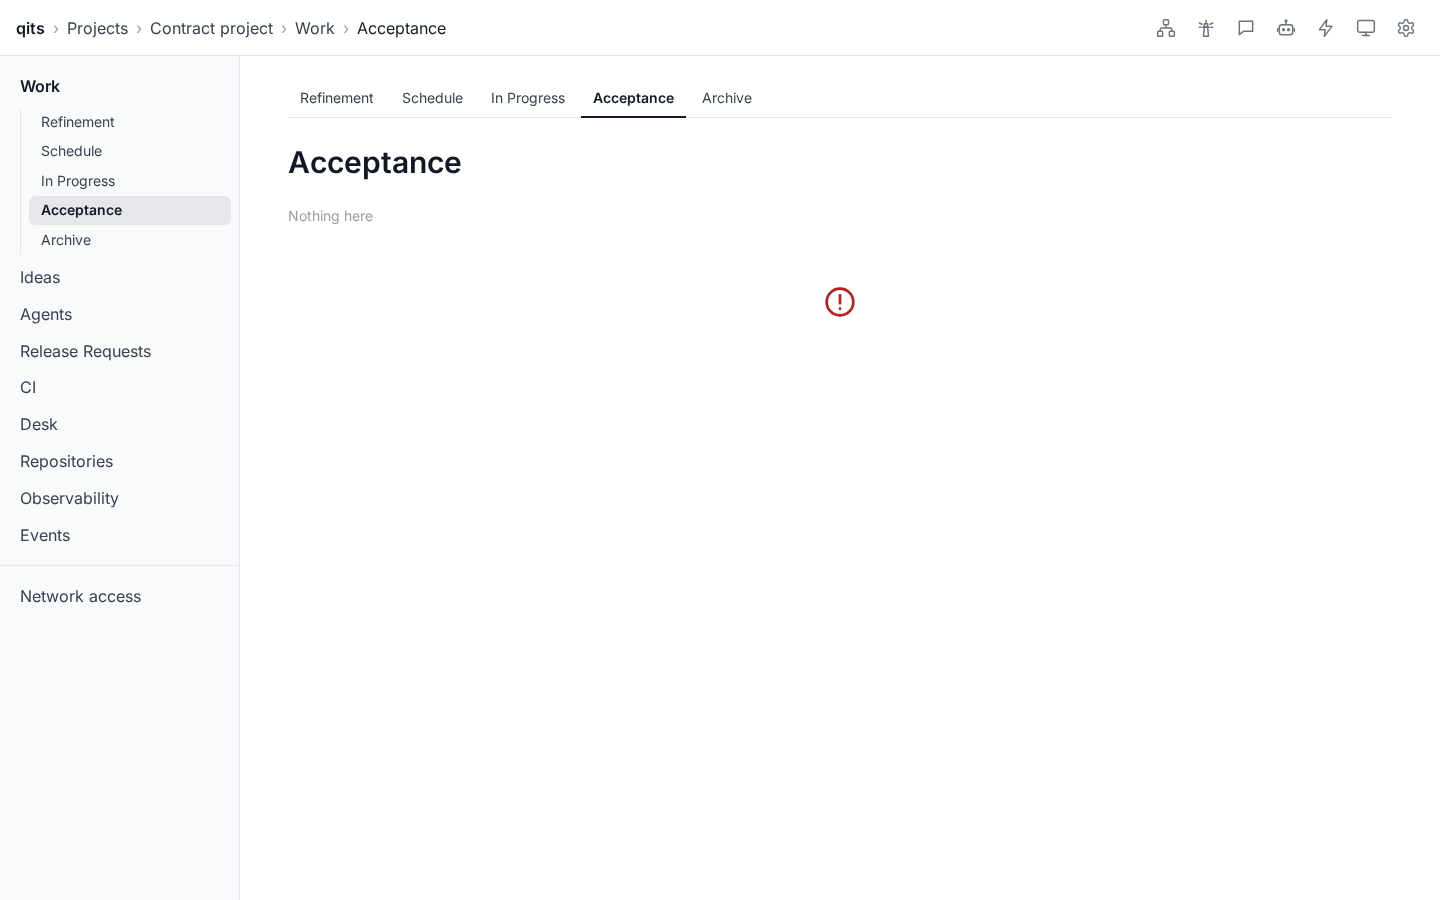 qits › Projects › Contract project › Work › Acceptance
Work
Refinement
Schedule
In Progress
Acceptance
Archive
Ideas
Agents
Release Requests
CI
Desk
Repositories
Observability
Events
Network access
Refinement Schedule In Progress Acceptance Archive
Acceptance
Nothing here